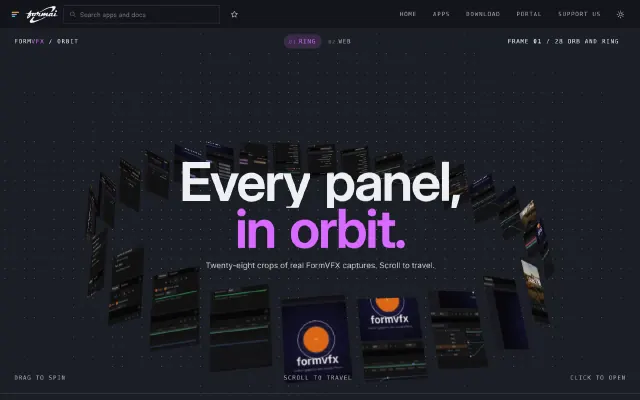 formai
Search apps and docs
HOME APPS DOWNLOAD PORTAL SUPPORT US
FORMVFX / ORBIT
01 RING 02 WEB
FRAME 01 / 28 ORB AND RING
Every panel,
in orbit.
Twenty-eight crops of real FormVFX captures. Scroll to travel.
formvfx
formvfx
DRAG TO SPIN
SCROLL TO TRAVEL
CLICK TO OPEN